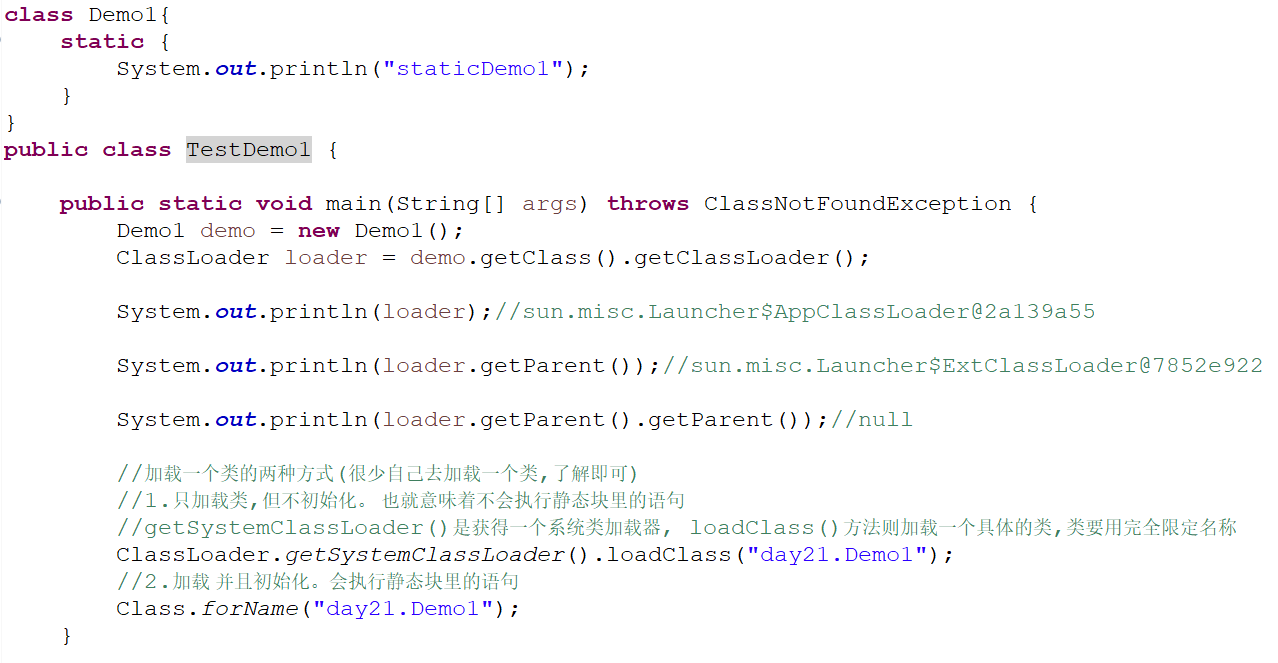 class Demo1{
    static {
        System.out.println("staticDemo1");
    }
}
public class TestDemo1 {
    public static void main(String[] args) throws ClassNotFoundException {
        Demo1 demo = new Demo1();
        ClassLoader loader = demo.getClass().getClassLoader();
        System.out.println(loader);//sun.misc.Launcher$AppClassLoader@2a139a55
        System.out.println(loader.getParent());//sun.misc.Launcher$ExtClassLoader@7852e922
        System.out.println(loader.getParent().getParent());//null
        //加载一个类的两种方式(很少自己去加载一个类,了解即可)
        //1.只加载类,但不初始化。 也就意味着不会执行静态块里的语句
        //getSystemClassLoader()是获得一个系统类加载器, loadClass()方法则加载一个具体的类,类要用完全限定名称
        ClassLoader.getSystemClassLoader().loadClass("day21.Demo1");
        //2.加载 并且初始化。会执行静态块里的语句
        Class.forName("day21.Demo1");
    }